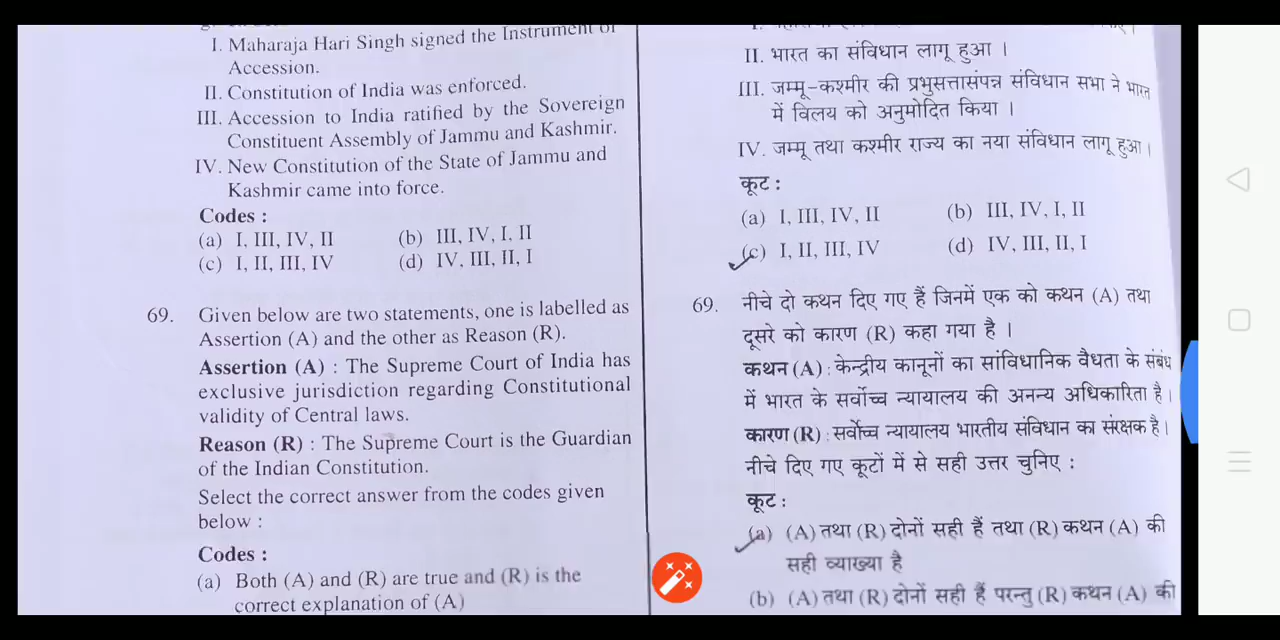 I. Maharaja Hari Singh signed the Instrument of
Accession.
II. Constitution of India was enforced.
III. Accession to India ratified by the Sovereign
Constituent Assembly of Jammu and Kashmir.
IV. New Constitution of the State of Jammu and
Kashmir came into force.
Codes :
(a) I, III, IV, II (b) III, IV, I, II
(c) I, II, III, IV (d) IV, III, II, I
69. Given below are two statements, one is labelled as
Assertion (A) and the other as Reason (R).
Assertion (A) : The Supreme Court of India has
exclusive jurisdiction regarding Constitutional
validity of Central laws.
Reason (R) : The Supreme Court is the Guardian
of the Indian Constitution.
Select the correct answer from the codes given
below :
Codes :
(a) Both (A) and (R) are true and (R) is the
correct explanation of (A)
II. भारत का संविधान लागू हुआ ।
III. जम्मू-कश्मीर की प्रभुसत्तासंपन्न संविधान सभा ने भारत
में विलय को अनुमोदित किया ।
IV. जम्मू तथा कश्मीर राज्य का नया संविधान लागू हुआ ।
कूट :
(a) I, III, IV, II (b) III, IV, I, II
(c) I, II, III, IV (d) IV, III, II, I
69. नीचे दो कथन दिए गए हैं जिनमें एक को कथन (A) तथा
दूसरे को कारण (R) कहा गया है ।
कथन (A) : केन्द्रीय कानूनों का सांविधानिक वैधता के संबंध
में भारत के सर्वोच्च न्यायालय की अनन्य अधिकारिता है ।
कारण (R) : सर्वोच्च न्यायालय भारतीय संविधान का संरक्षक है ।
नीचे दिए गए कूटों में से सही उत्तर चुनिए :
कूट :
(a) (A) तथा (R) दोनों सही हैं तथा (R) कथन (A) की
सही व्याख्या है
(b) (A) तथा (R) दोनों सही हैं परन्तु (R) कथन (A) की